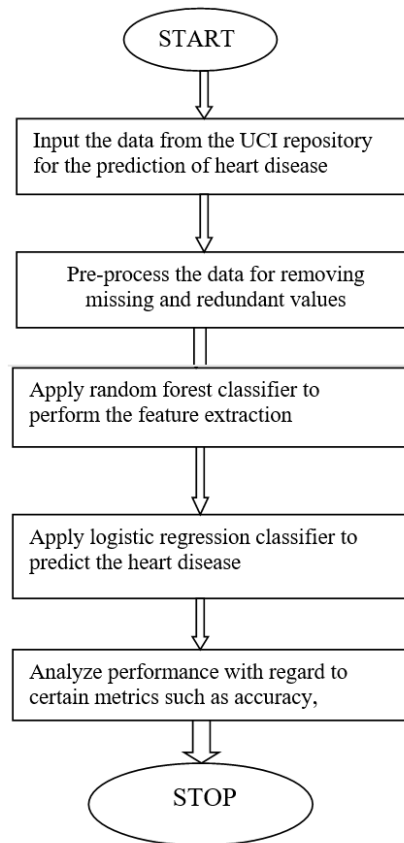 START
Input the data from the UCI repository
for the prediction of heart disease
Pre-process the data for removing
missing and redundant values
Apply random forest classifier to
perform the feature extraction
Apply logistic regression classifier to
predict the heart disease
Analyze performance with regard to
certain metrics such as accuracy,
STOP